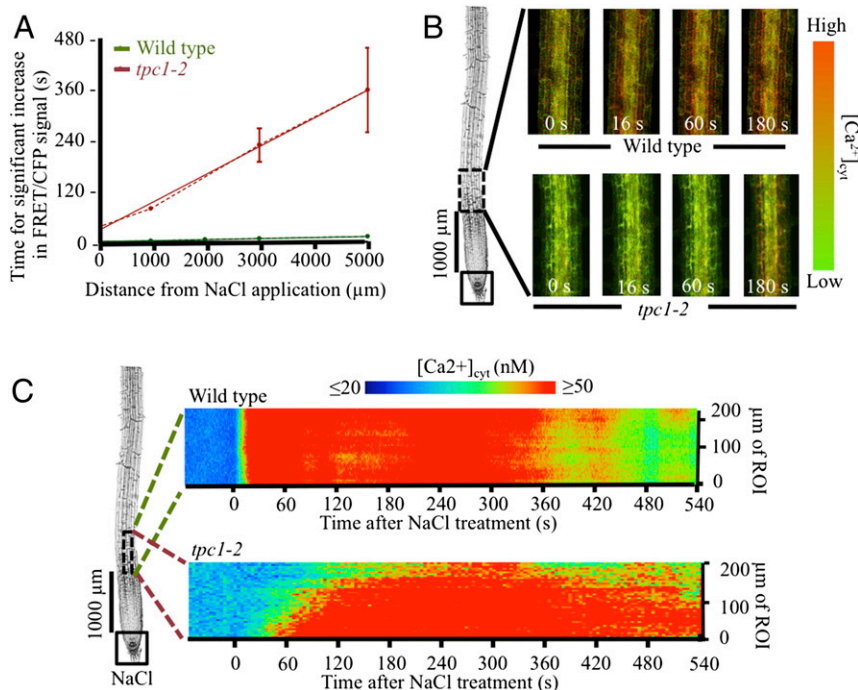 A
Time for significant increase
in FRET/CFP signal (s)
480
360
240
120
0
Wild type
tpc1-2
0 1000 2000 3000 4000 5000
Distance from NaCl application (µm)
B
1000 µm
0 s 16 s 60 s 180 s
Wild type
0 s 16 s 60 s 180 s
tpc1-2
High
[Ca²⁺]cyt
Low
C
[Ca2+]cyt (nM)
≤20 ≥50
Wild type
200
100
0
µm of ROI
0 60 120 180 240 300 360 420 480 540
Time after NaCl treatment (s)
tpc1-2
200
100
0
µm of ROI
0 60 120 180 240 300 360 420 480 540
Time after NaCl treatment (s)
1000 µm
NaCl